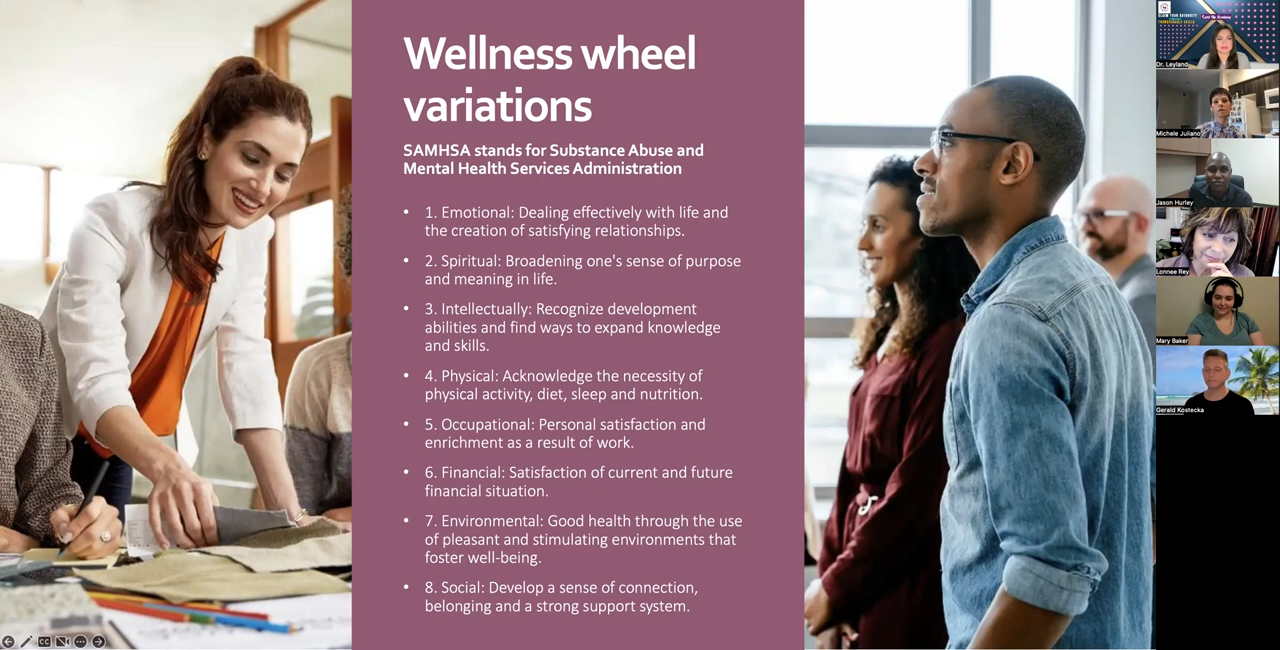 Wellness wheel
variations
SAMHSA stands for Substance Abuse and
Mental Health Services Administration
• 1. Emotional: Dealing effectively with life and
the creation of satisfying relationships.
• 2. Spiritual: Broadening one's sense of purpose
and meaning in life.
• 3. Intellectually: Recognize development
abilities and find ways to expand knowledge
and skills.
• 4. Physical: Acknowledge the necessity of
physical activity, diet, sleep and nutrition.
• 5. Occupational: Personal satisfaction and
enrichment as a result of work.
• 6. Financial: Satisfaction of current and future
financial situation.
• 7. Environmental: Good health through the use
of pleasant and stimulating environments that
foster well-being.
• 8. Social: Develop a sense of connection,
belonging and a strong support system.
CC
CLAIM YOUR AUTHORITY
Dr. Leyland
Michele Juliano
Jason Hurley
Lonnee Rey
Mary Baker
Gerald Kostecka